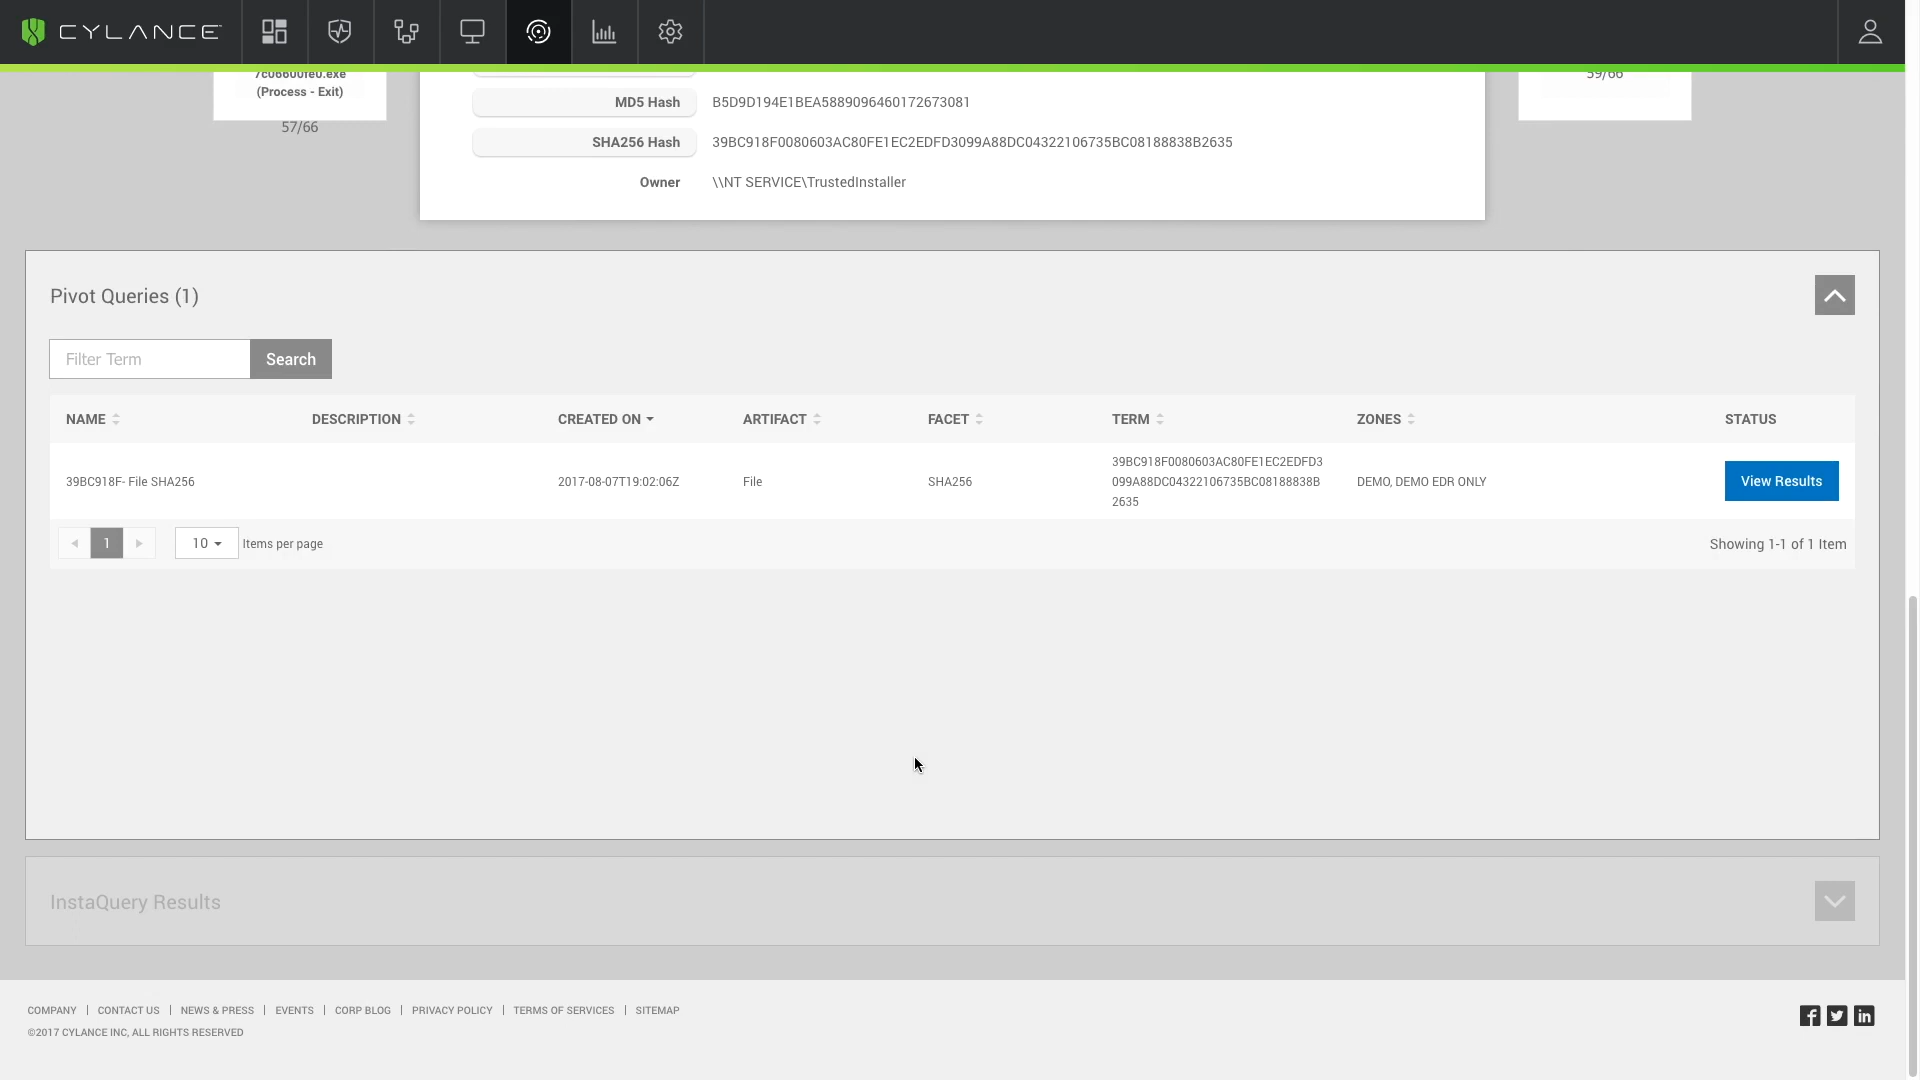 CYLANCE
7c06600fe0.exe
(Process - Exit)
57/66
59/66
MD5 Hash B5D9D194E1BEA5889096460172673081
SHA256 Hash 39BC918F0080603AC80FE1EC2EDFD3099A88DC04322106735BC08188838B2635
Owner \\NT SERVICE\TrustedInstaller
Pivot Queries (1)
Filter Term Search
NAME DESCRIPTION CREATED ON ARTIFACT FACET TERM ZONES STATUS
39BC918F0080603AC80FE1EC2EDFD3
39BC918F- File SHA256 2017-08-07T19:02:06Z File SHA256 099A88DC04322106735BC08188838B DEMO, DEMO EDR ONLY View Results
2635
1 10 Items per page Showing 1-1 of 1 Item
InstaQuery Results
COMPANY | CONTACT US | NEWS & PRESS | EVENTS | CORP BLOG | PRIVACY POLICY | TERMS OF SERVICES | SITEMAP
©2017 CYLANCE INC, ALL RIGHTS RESERVED